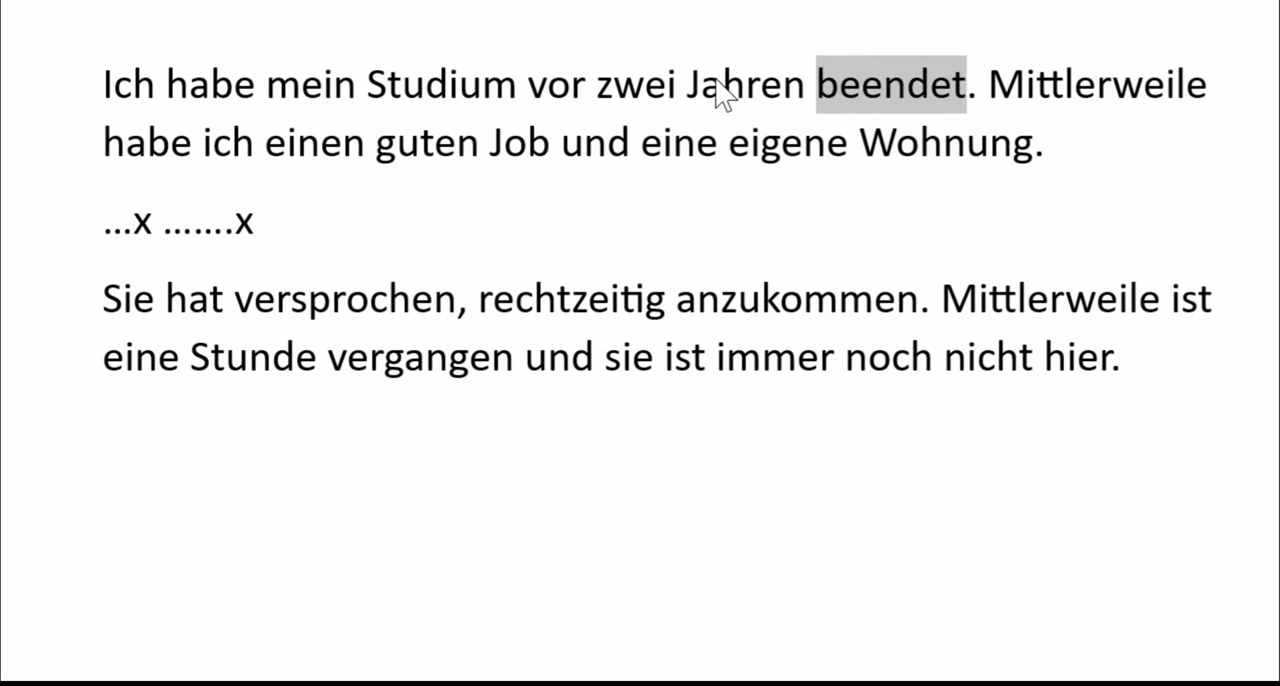 Ich habe mein Studium vor zwei Jahren beendet. Mittlerweile
habe ich einen guten Job und eine eigene Wohnung.
...x .......x
Sie hat versprochen, rechtzeitig anzukommen. Mittlerweile ist
eine Stunde vergangen und sie ist immer noch nicht hier.